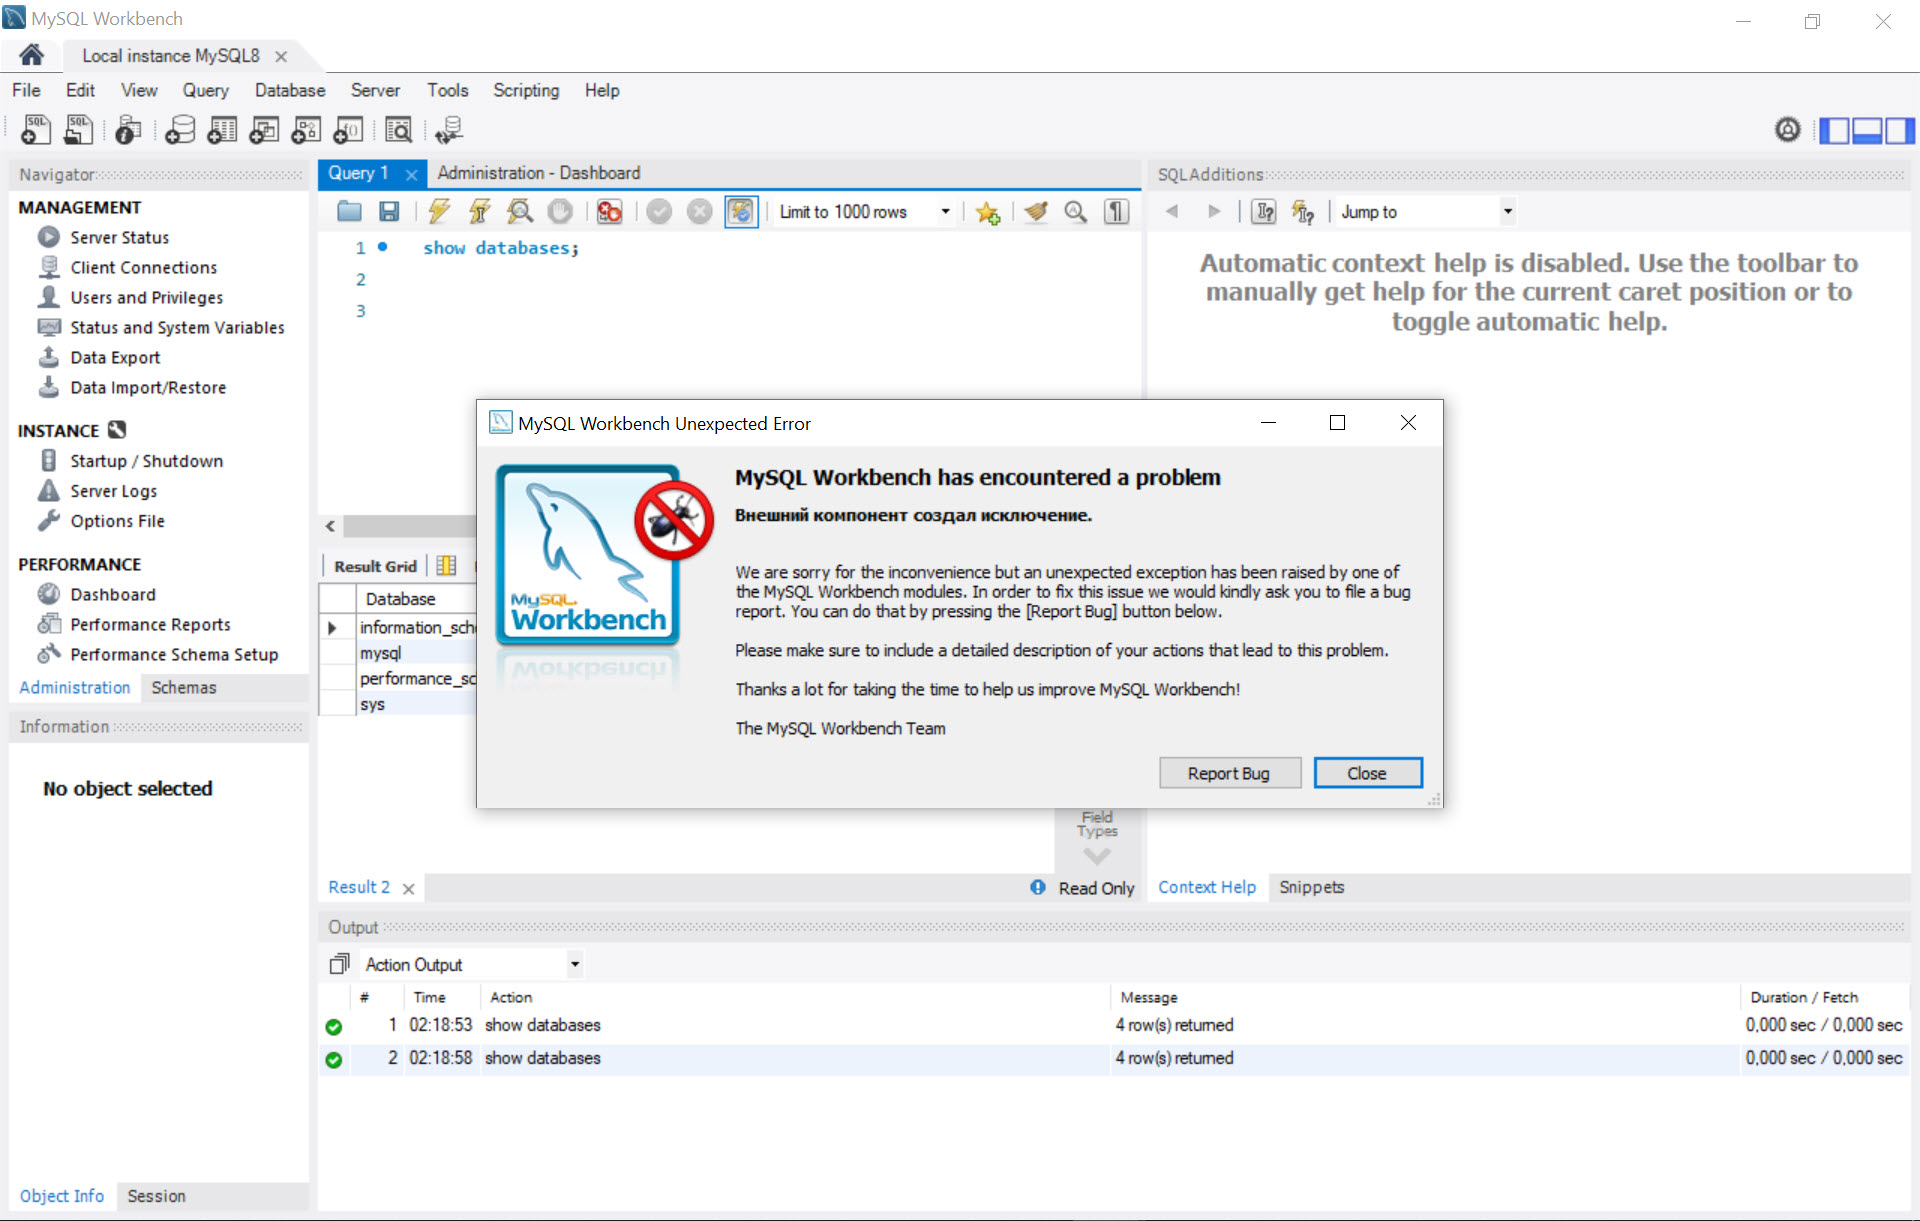 MySQL Workbench
Local instance MySQL8
File Edit View Query Database Server Tools Scripting Help
Navigator
MANAGEMENT
Server Status
Client Connections
Users and Privileges
Status and System Variables
Data Export
Data Import/Restore
INSTANCE
Startup / Shutdown
Server Logs
Options File
PERFORMANCE
Dashboard
Performance Reports
Performance Schema Setup
Administration Schemas
Information
No object selected
Object Info Session
Query 1 Administration - Dashboard
Limit to 1000 rows
1 show databases;
2
3
Result Grid
Database
information_sche
mysql
performance_sc
sys
Field
Types
Result 2 Read Only
SQLAdditions
Jump to
Automatic context help is disabled. Use the toolbar to
manually get help for the current caret position or to
toggle automatic help.
Context Help Snippets
MySQL Workbench Unexpected Error
MySQL
Workbench
MySQL Workbench has encountered a problem
Внешний компонент создал исключение.
We are sorry for the inconvenience but an unexpected exception has been raised by one of
the MySQL Workbench modules. In order to fix this issue we would kindly ask you to file a bug
report. You can do that by pressing the [Report Bug] button below.
Please make sure to include a detailed description of your actions that lead to this problem.
Thanks a lot for taking the time to help us improve MySQL Workbench!
The MySQL Workbench Team
Report Bug Close
Output
Action Output
# Time Action Message Duration / Fetch
1 02:18:53 show databases 4 row(s) returned 0,000 sec / 0,000 sec
2 02:18:58 show databases 4 row(s) returned 0,000 sec / 0,000 sec